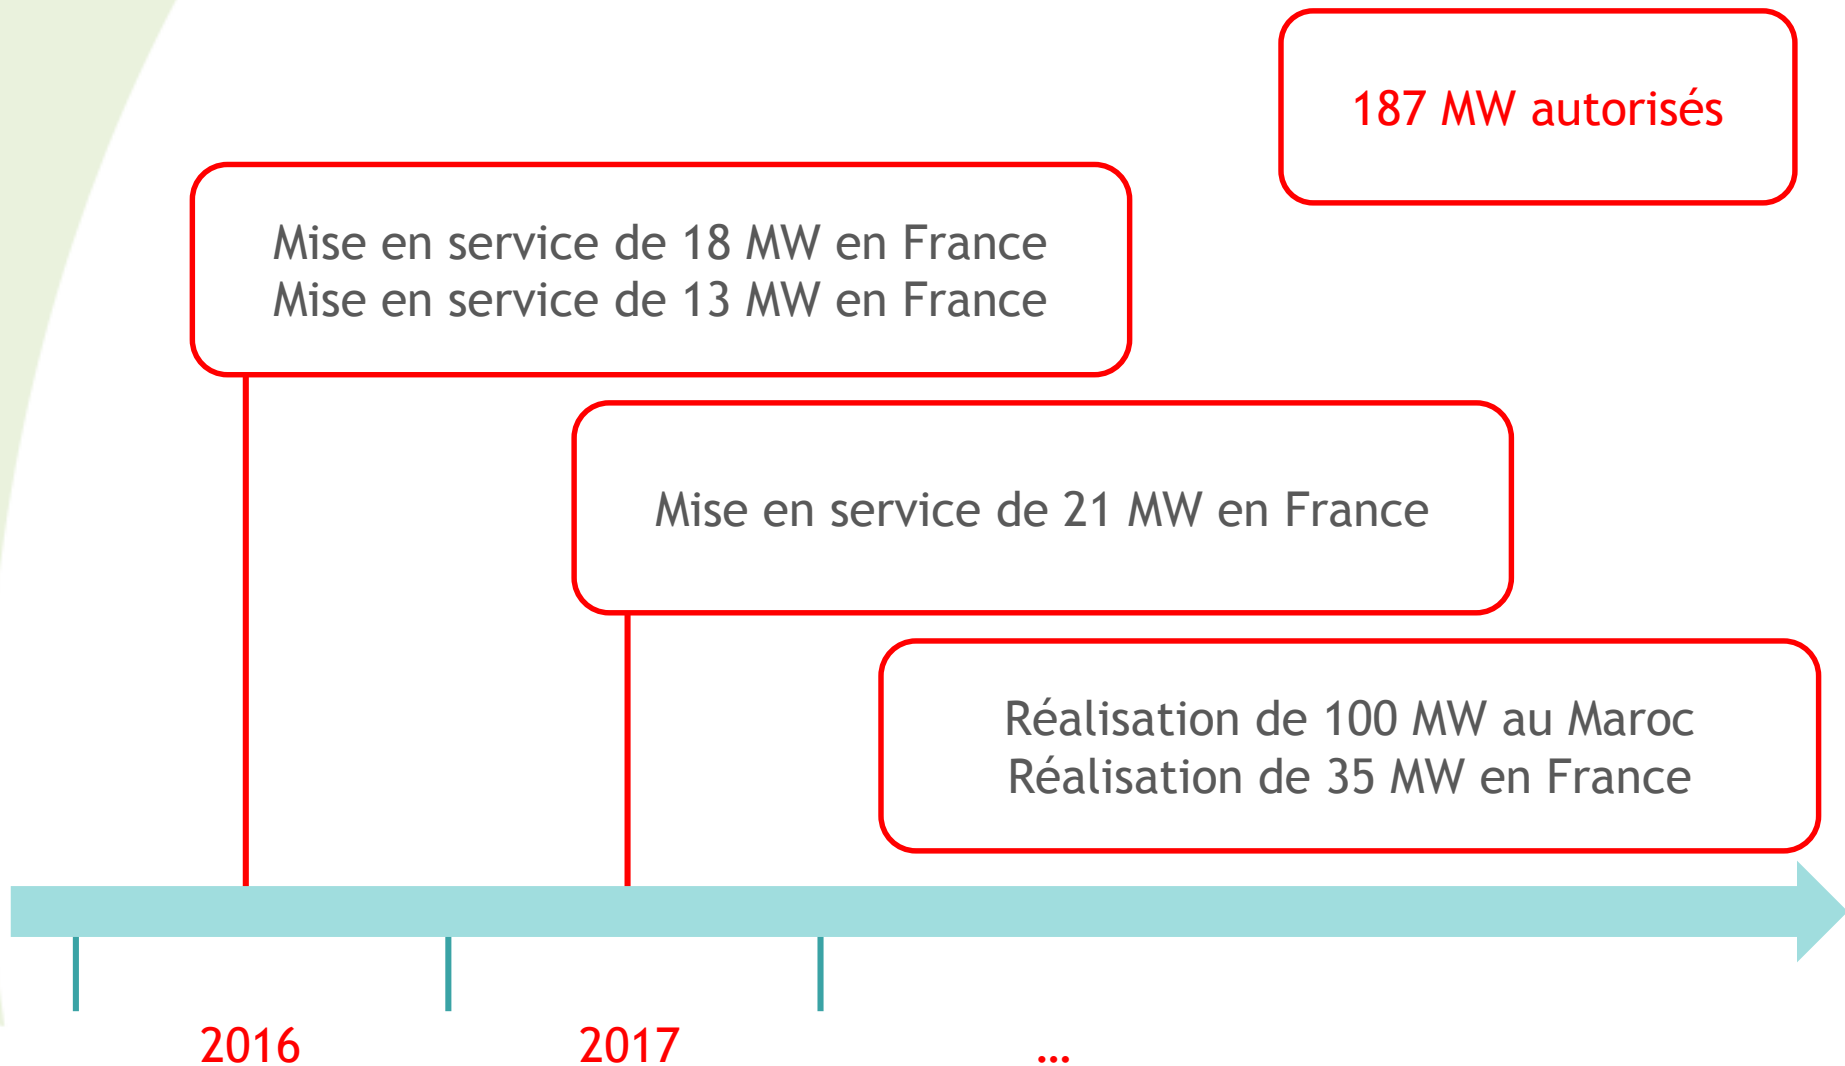 187 MW autorisés
Mise en service de 18 MW en France
Mise en service de 13 MW en France
Mise en service de 21 MW en France
Réalisation de 100 MW au Maroc
Réalisation de 35 MW en France
2016
2017
…